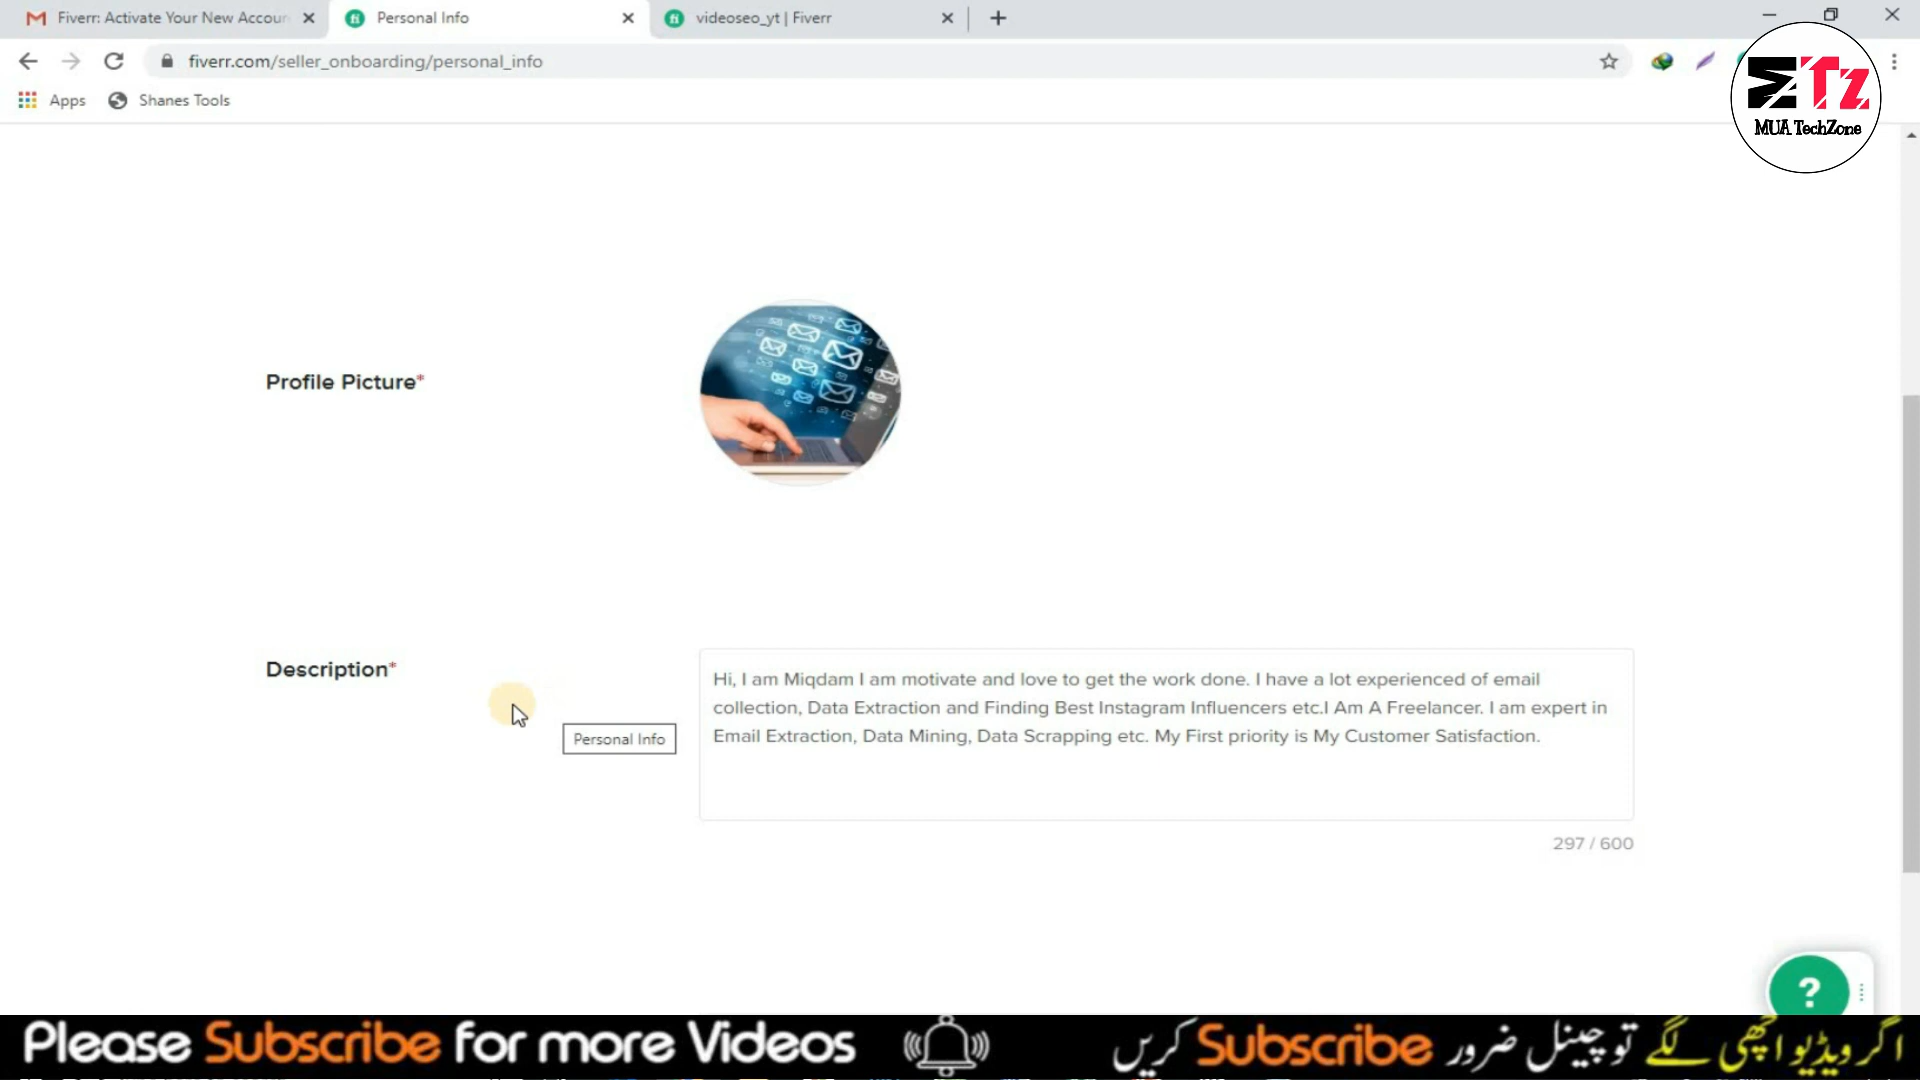 Fiverr: Activate Your New Accoun
Personal Info
videoseo_yt | Fiverr
fiverr.com/seller_onboarding/personal_info
Apps
Shanes Tools
MTz
MUA TechZone
Profile Picture*
Description*
Personal Info
Hi, I am Miqdam I am motivate and love to get the work done. I have a lot experienced of email
collection, Data Extraction and Finding Best Instagram Influencers etc.I Am A Freelancer. I am expert in
Email Extraction, Data Mining, Data Scrapping etc. My First priority is My Customer Satisfaction.
297 / 600
?
Please Subscribe for more Videos
اگر ویڈیو اچھی لگے تو چینل ضرور Subscribe کریں